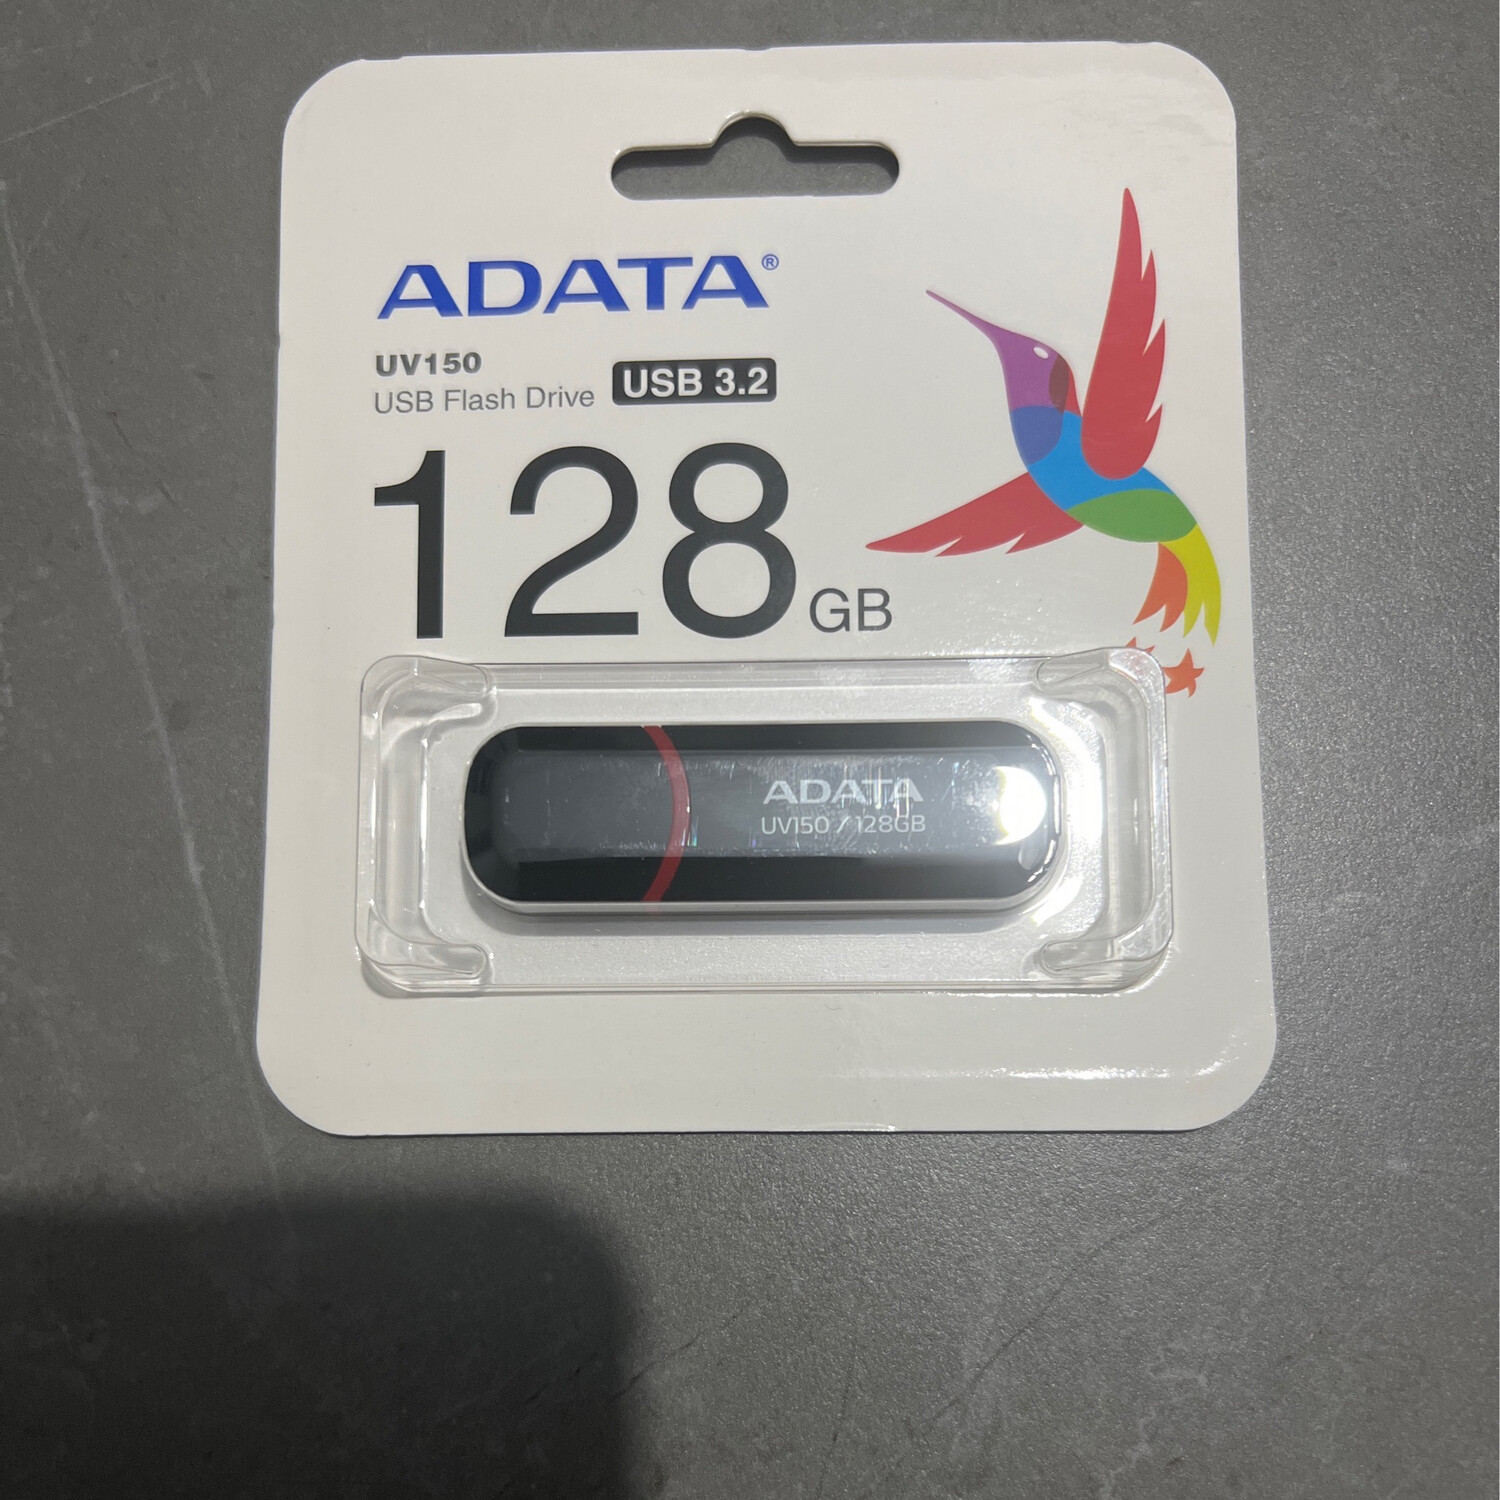 ADATA®
UV150
USB Flash Drive USB 3.2
128 GB
ADATA
UV150 / 128GB